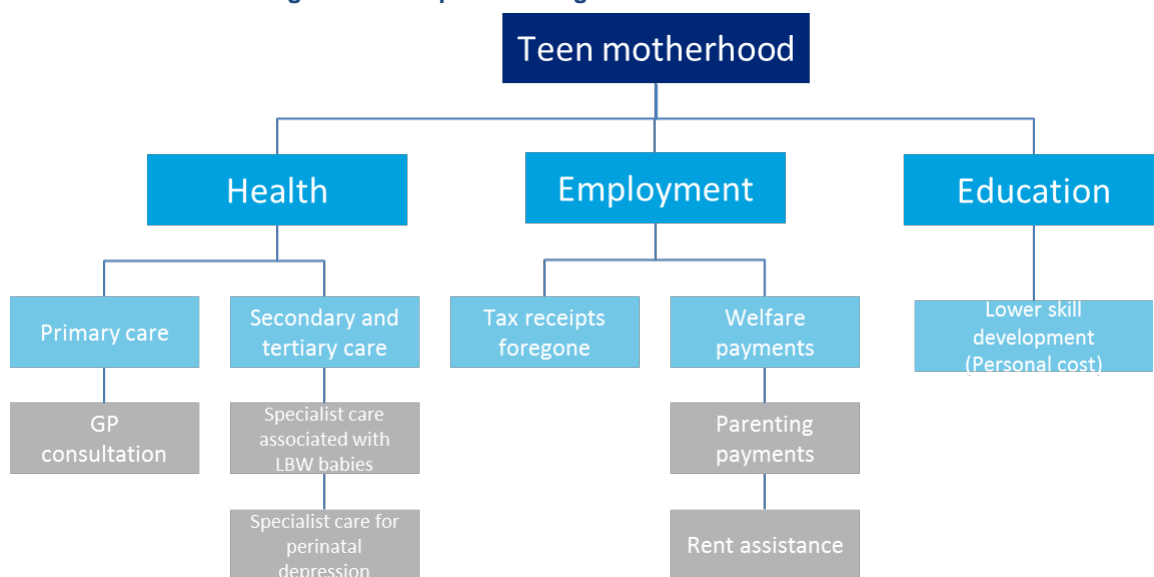 Teen motherhood
Health
Employment
Education
Primary care
Secondary and
tertiary care
Tax receipts
foregone
Welfare
payments
Lower skill
development
(Personal cost)
GP
consultation
Specialist care
associated with
LBW babies
Parenting
payments
Specialist care for
perinatal
depression
Rent assistance